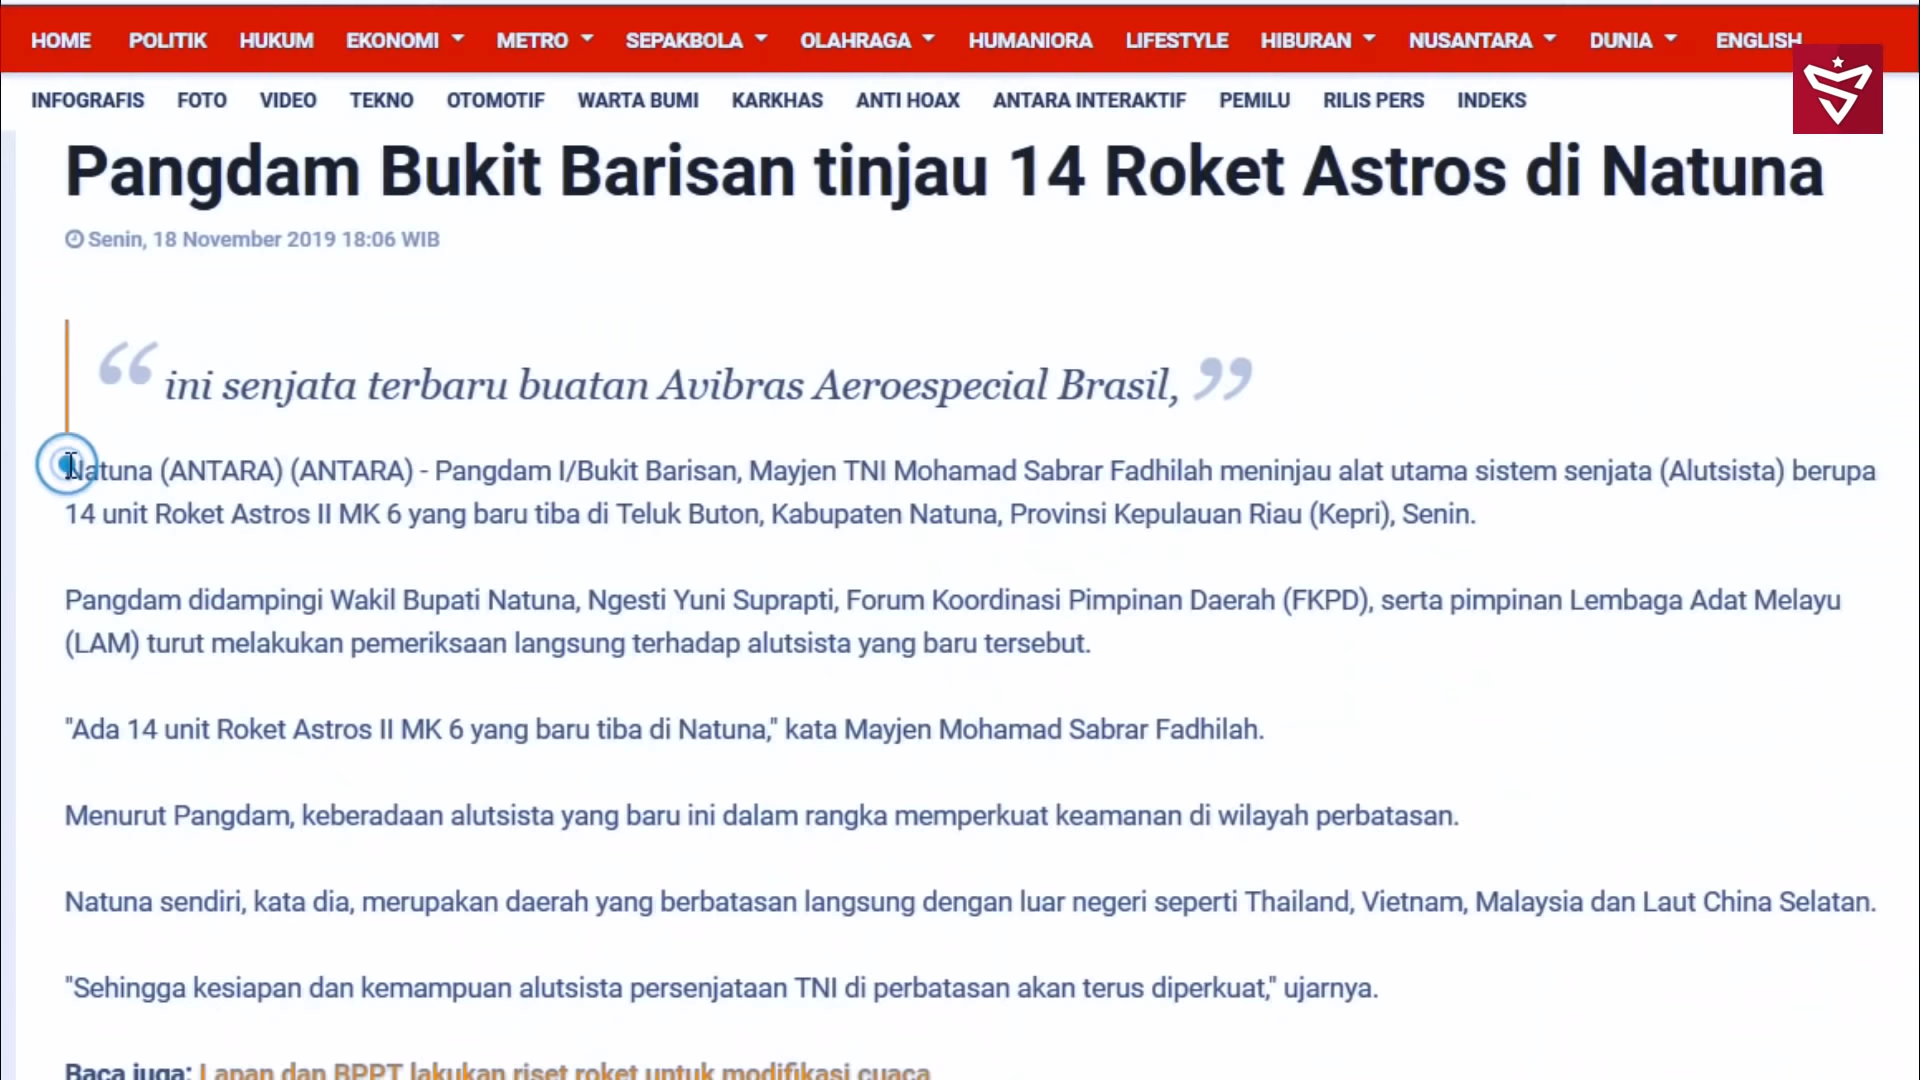 HOME POLITIK HUKUM EKONOMI METRO SEPAKBOLA OLAHRAGA HUMANIORA LIFESTYLE HIBURAN NUSANTARA DUNIA ENGLISH
INFOGRAFIS FOTO VIDEO TEKNO OTOMOTIF WARTA BUMI KARKHAS ANTI HOAX ANTARA INTERAKTIF PEMILU RILIS PERS INDEKS
Pangdam Bukit Barisan tinjau 14 Roket Astros di Natuna
Senin, 18 November 2019 18:06 WIB
“ ini senjata terbaru buatan Avibras Aeroespecial Brasil, ”
Natuna (ANTARA) (ANTARA) - Pangdam I/Bukit Barisan, Mayjen TNI Mohamad Sabrar Fadhilah meninjau alat utama sistem senjata (Alutsista) berupa
14 unit Roket Astros II MK 6 yang baru tiba di Teluk Buton, Kabupaten Natuna, Provinsi Kepulauan Riau (Kepri), Senin.
Pangdam didampingi Wakil Bupati Natuna, Ngesti Yuni Suprapti, Forum Koordinasi Pimpinan Daerah (FKPD), serta pimpinan Lembaga Adat Melayu
(LAM) turut melakukan pemeriksaan langsung terhadap alutsista yang baru tersebut.
"Ada 14 unit Roket Astros II MK 6 yang baru tiba di Natuna," kata Mayjen Mohamad Sabrar Fadhilah.
Menurut Pangdam, keberadaan alutsista yang baru ini dalam rangka memperkuat keamanan di wilayah perbatasan.
Natuna sendiri, kata dia, merupakan daerah yang berbatasan langsung dengan luar negeri seperti Thailand, Vietnam, Malaysia dan Laut China Selatan.
"Sehingga kesiapan dan kemampuan alutsista persenjataan TNI di perbatasan akan terus diperkuat," ujarnya.
Baca juga: Lapan dan BPPT lakukan riset roket untuk modifikasi cuaca